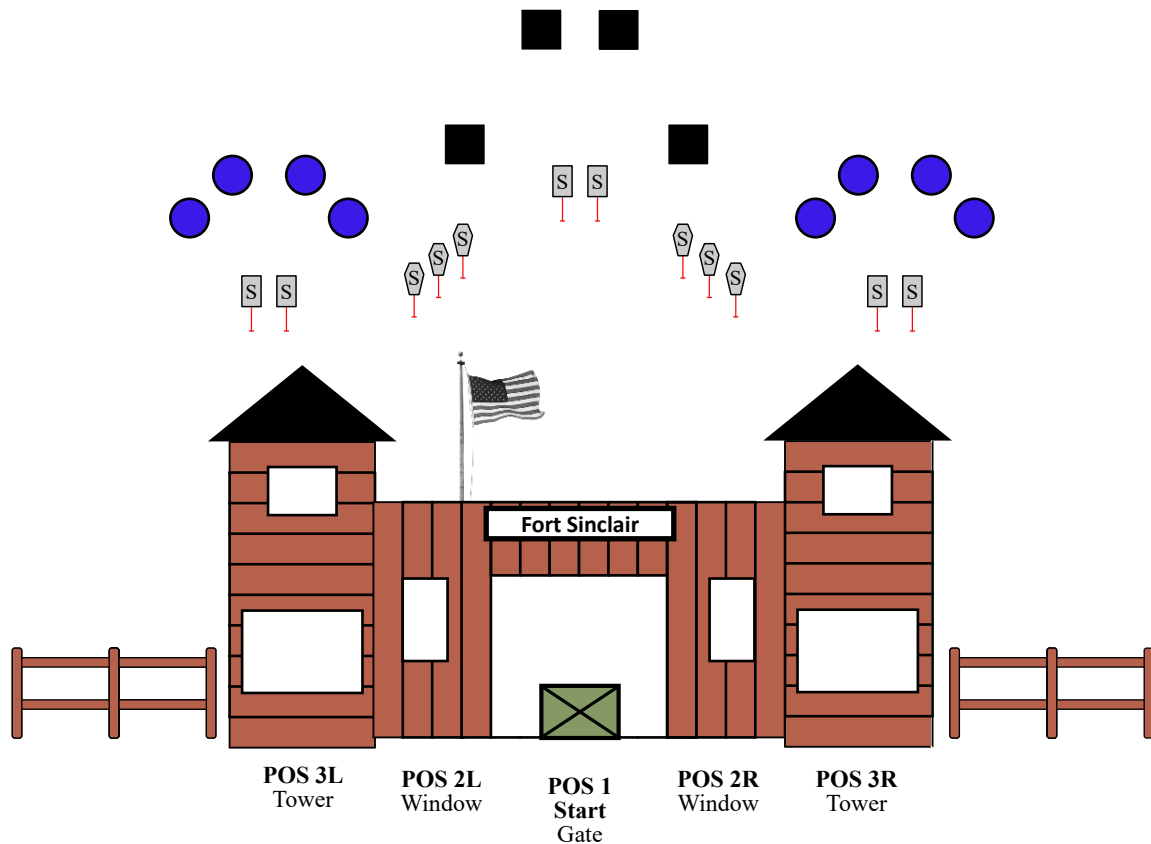 S S
S S S
S S S
S S
S S
Fort Sinclair
POS 3L
Tower
POS 2L
Window
POS 1
Start
Gate
POS 2R
Window
POS 3R
Tower